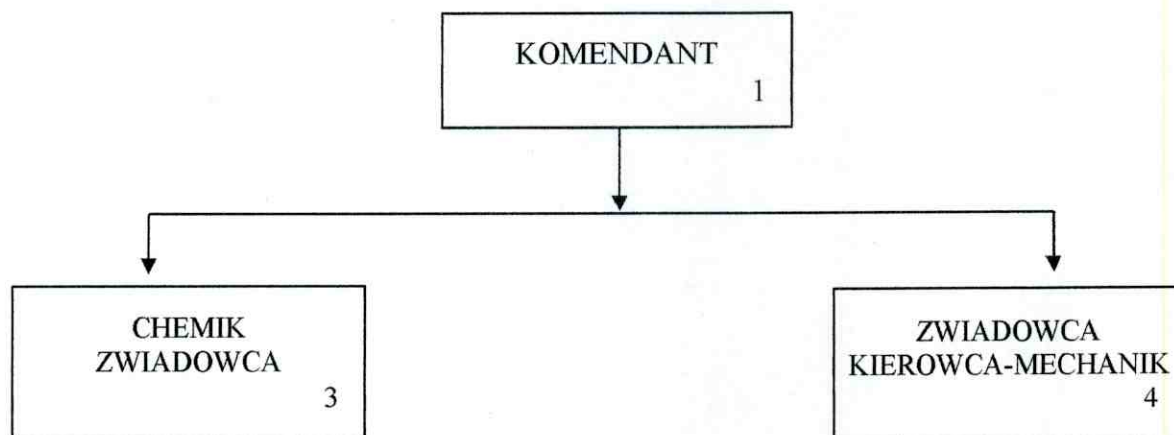 KOMENDANT
1
CHEMIK
ZWIADOWCA
3
ZWIADOWCA
KIEROWCA-MECHANIK
4